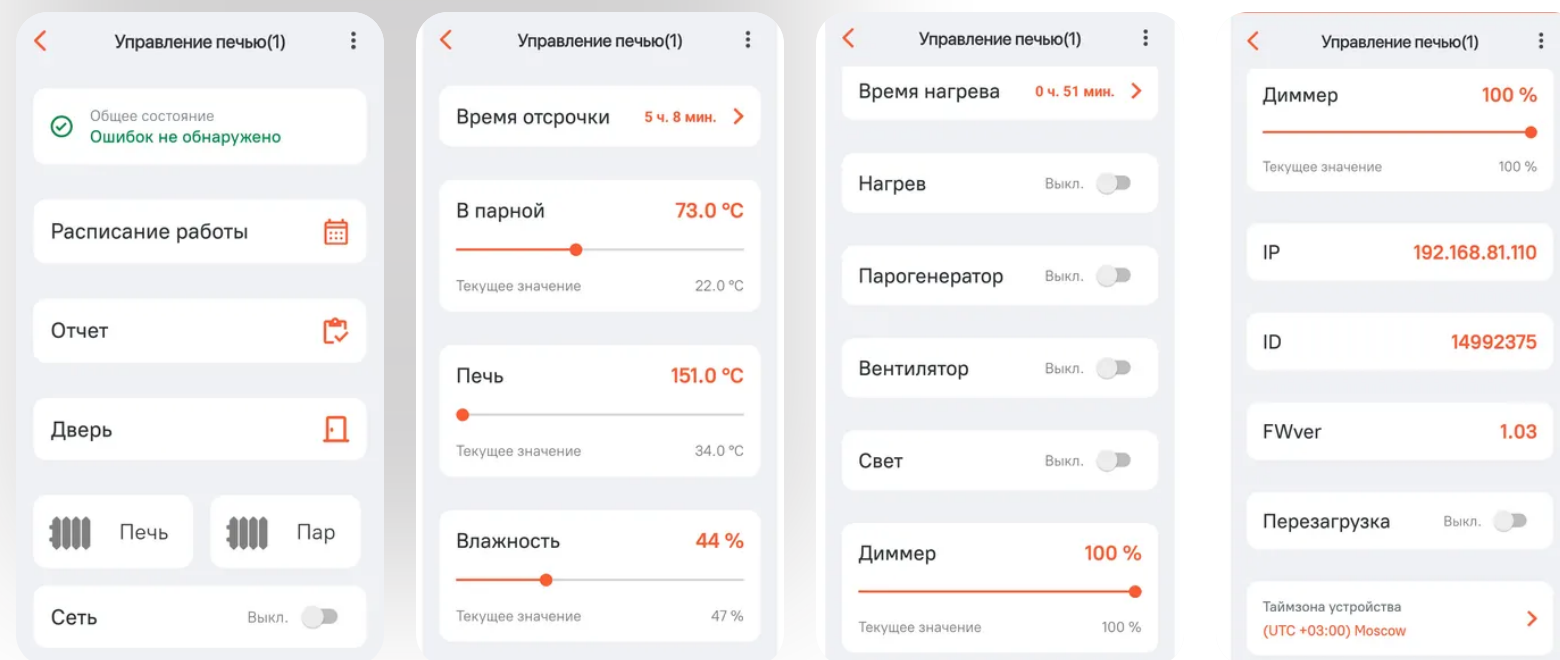 Управление печью(1)
Общее состояние
Ошибок не обнаружено
Расписание работы
Отчет
Дверь
Печь
Пар
Сеть Выкл.
Управление печью(1)
Время отсрочки 5 ч. 8 мин.
В парной 73.0 °C
Текущее значение 22.0 °C
Печь 151.0 °C
Текущее значение 34.0 °C
Влажность 44 %
Текущее значение 47 %
Управление печью(1)
Время нагрева 0 ч. 51 мин.
Нагрев Выкл.
Парогенератор Выкл.
Вентилятор Выкл.
Свет Выкл.
Диммер 100 %
Текущее значение 100 %
Управление печью(1)
Диммер 100 %
Текущее значение 100 %
IP 192.168.81.110
ID 14992375
FWver 1.03
Перезагрузка Выкл.
Таймзона устройства
(UTC +03:00) Moscow